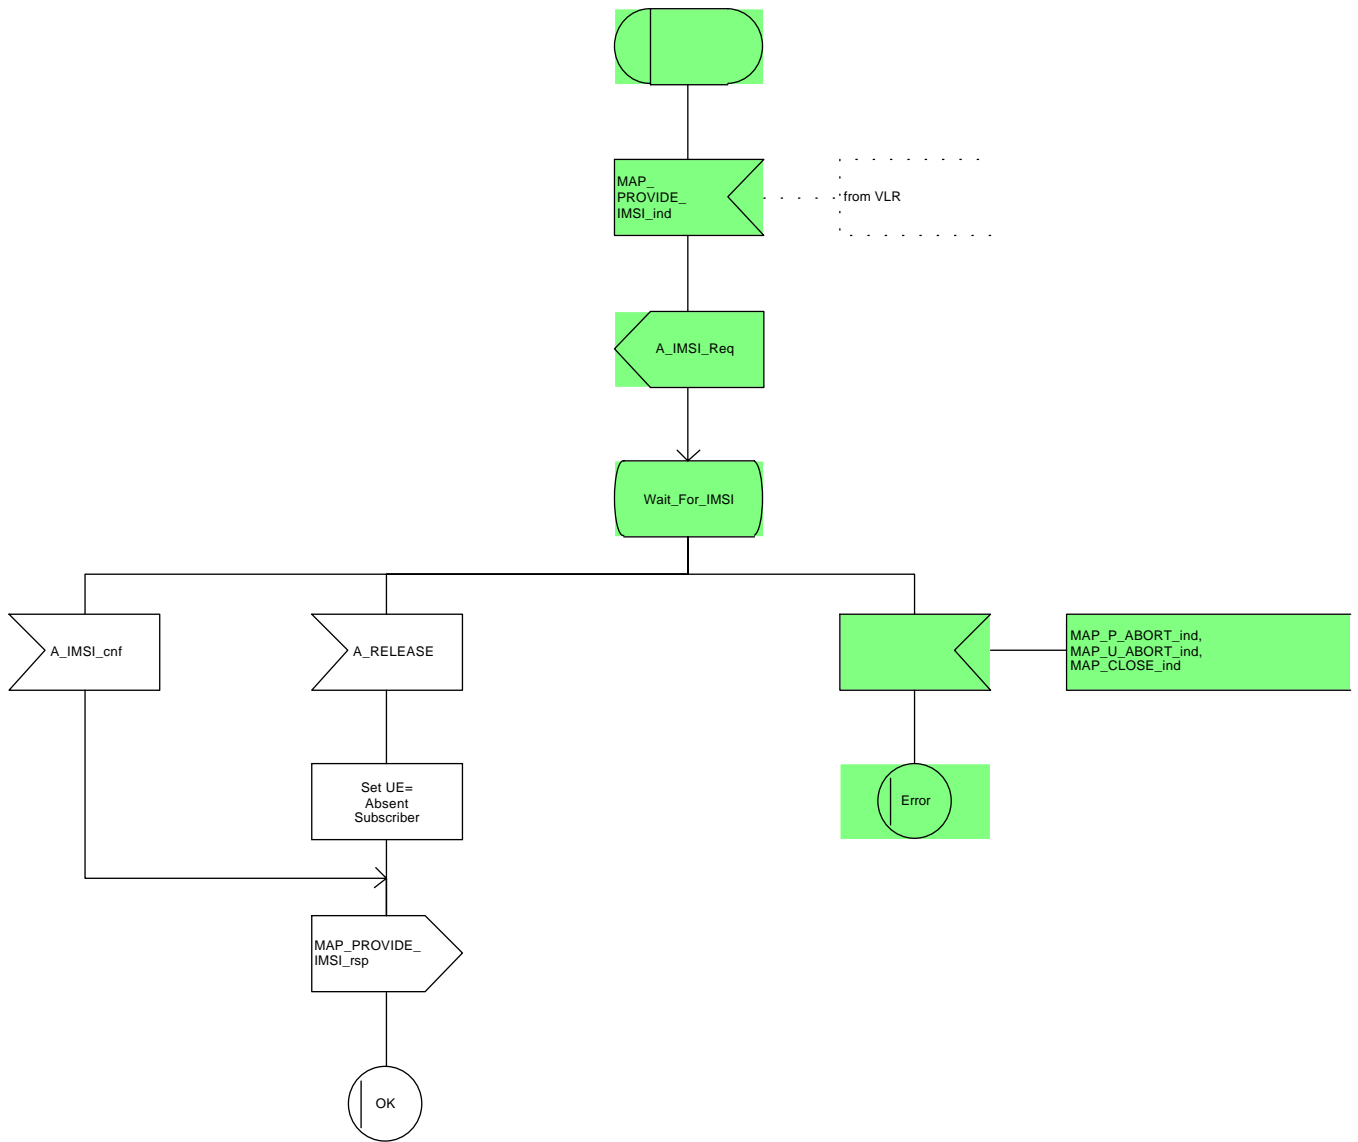 MAP_
PROVIDE_
IMSI_ind
from VLR
A_IMSI_Req
Wait_For_IMSI
A_IMSI_cnf
A_RELEASE
MAP_P_ABORT_ind,
MAP_U_ABORT_ind,
MAP_CLOSE_ind
Set UE=
Absent
Subscriber
Error
MAP_PROVIDE_
IMSI_rsp
OK